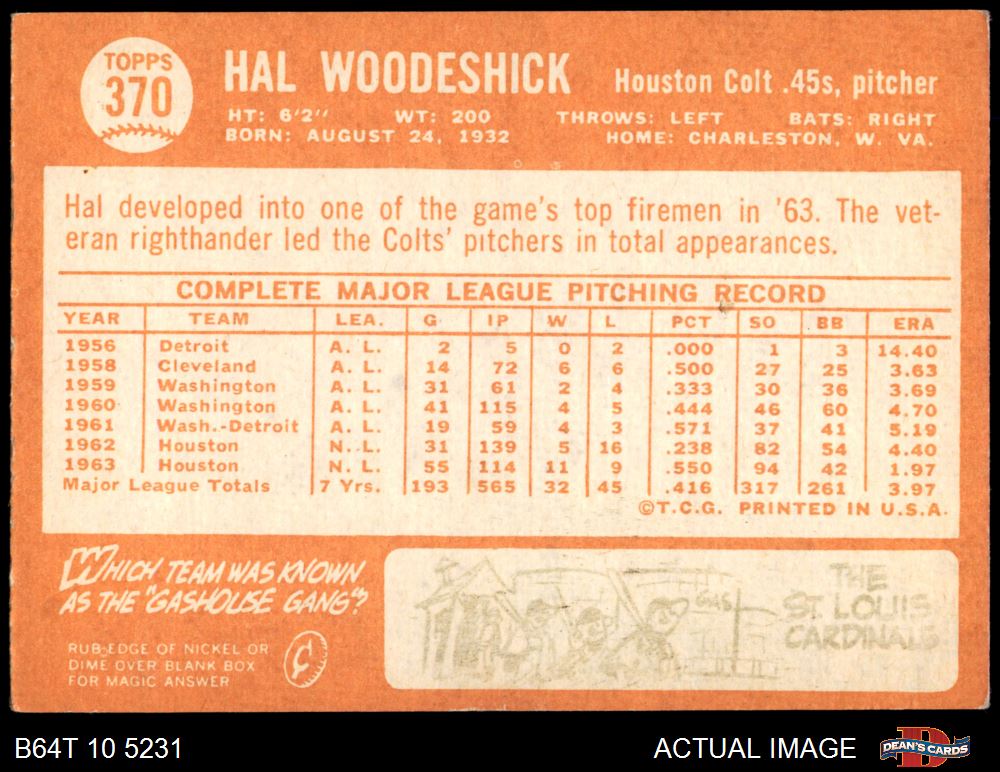 TOPPS
370
HAL WOODESHICK
Houston Colt .45s, pitcher
HT: 6'2" WT: 200 THROWS: LEFT BATS: RIGHT
BORN: AUGUST 24, 1932 HOME: CHARLESTON, W. VA.
Hal developed into one of the game's top firemen in '63. The vet-
eran righthander led the Colts' pitchers in total appearances.
COMPLETE MAJOR LEAGUE PITCHING RECORD
YEAR TEAM LEA. G IP W L PCT SO BB ERA
1956 Detroit A. L. 2 5 0 2 .000 1 3 14.40
1958 Cleveland A. L. 14 72 6 6 .500 27 25 3.63
1959 Washington A. L. 31 61 2 4 .333 30 36 3.69
1960 Washington A. L. 41 115 4 5 .444 46 60 4.70
1961 Wash.-Detroit A. L. 19 59 4 3 .571 37 41 5.19
1962 Houston N. L. 31 139 5 16 .238 82 54 4.40
1963 Houston N. L. 55 114 11 9 .550 94 42 1.97
Major League Totals 7 Yrs. 193 565 32 45 .416 317 261 3.97
©T.C.G. PRINTED IN U.S.A.
WHICH TEAM WAS KNOWN
AS THE "GASHOUSE GANG"?
RUB EDGE OF NICKEL OR
DIME OVER BLANK BOX
FOR MAGIC ANSWER
GAS
THE
ST. LOUIS
CARDINALS
B64T 10 5231
ACTUAL IMAGE
DEAN'S CARDS